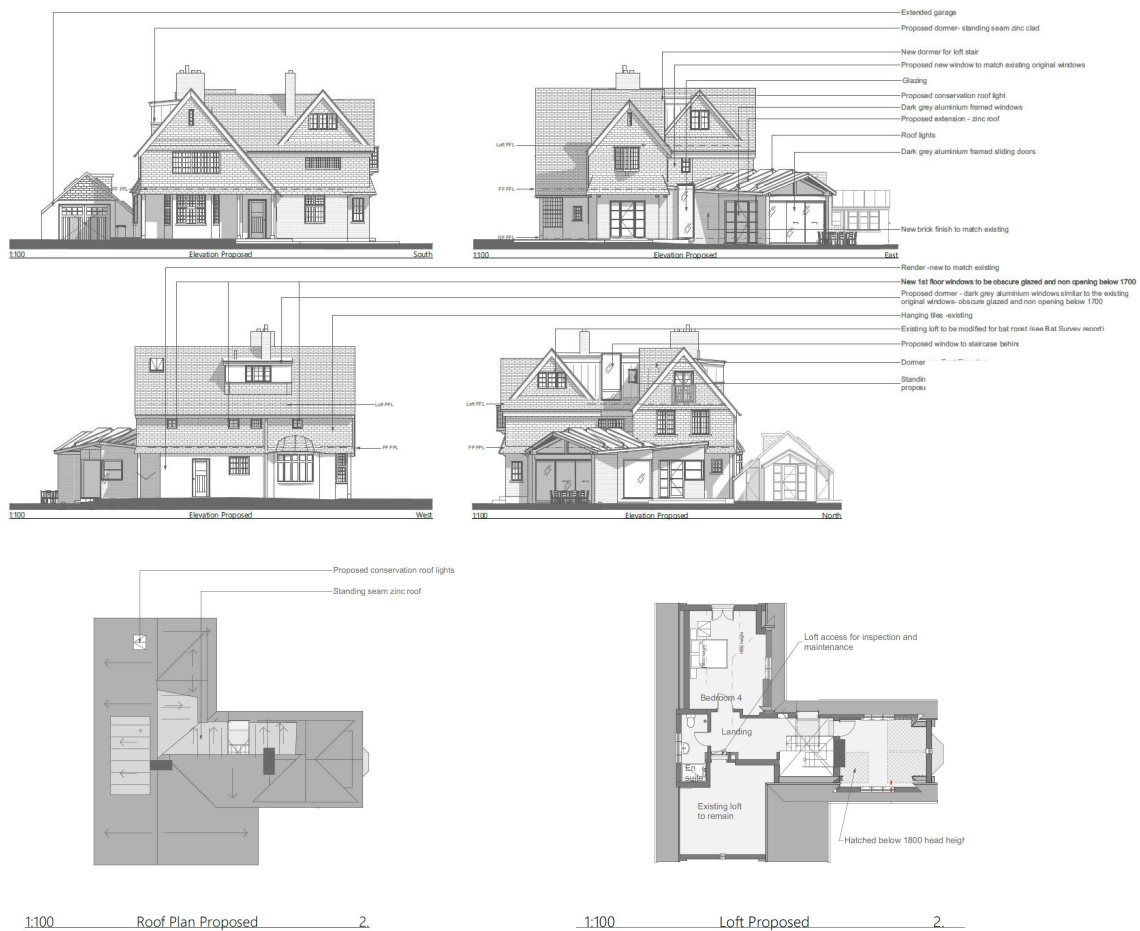 Extended garage
Proposed dormer- standing seam zinc clad
New dormer for loft stair
Proposed new window to match existing original windows
Glazing
Proposed conservation roof light
Dark grey aluminium framed windows
Proposed extension - zinc roof
Roof lights
Dark grey aluminium framed sliding doors
New brick finish to match existing
FF FFL
Loft FFL
FF FFL
GF FFL
1:100 Elevation Proposed South
1:100 Elevation Proposed East
Render -new to match existing
New 1st floor windows to be obscure glazed and non opening below 1700
Proposed dormer - dark grey aluminium windows similar to the existing
original windows- obscure glazed and non opening below 1700
Hanging tiles -existing
Existing loft to be modified for bat roost (see Bat Survey report)
Proposed window to staircase behind
Dormer
Standin
propose
Loft FFL
FF FFL
Loft FFL
FF FFL
1:100 Elevation Proposed West
1:100 Elevation Proposed North
Proposed conservation roof lights
Standing seam zinc roof
Loft access for inspection and
maintenance
Bedroom 4
Landing
En
suite
Existing loft
to remain
Hatched below 1800 head heigh
1:100 Roof Plan Proposed 2.
1:100 Loft Proposed 2.